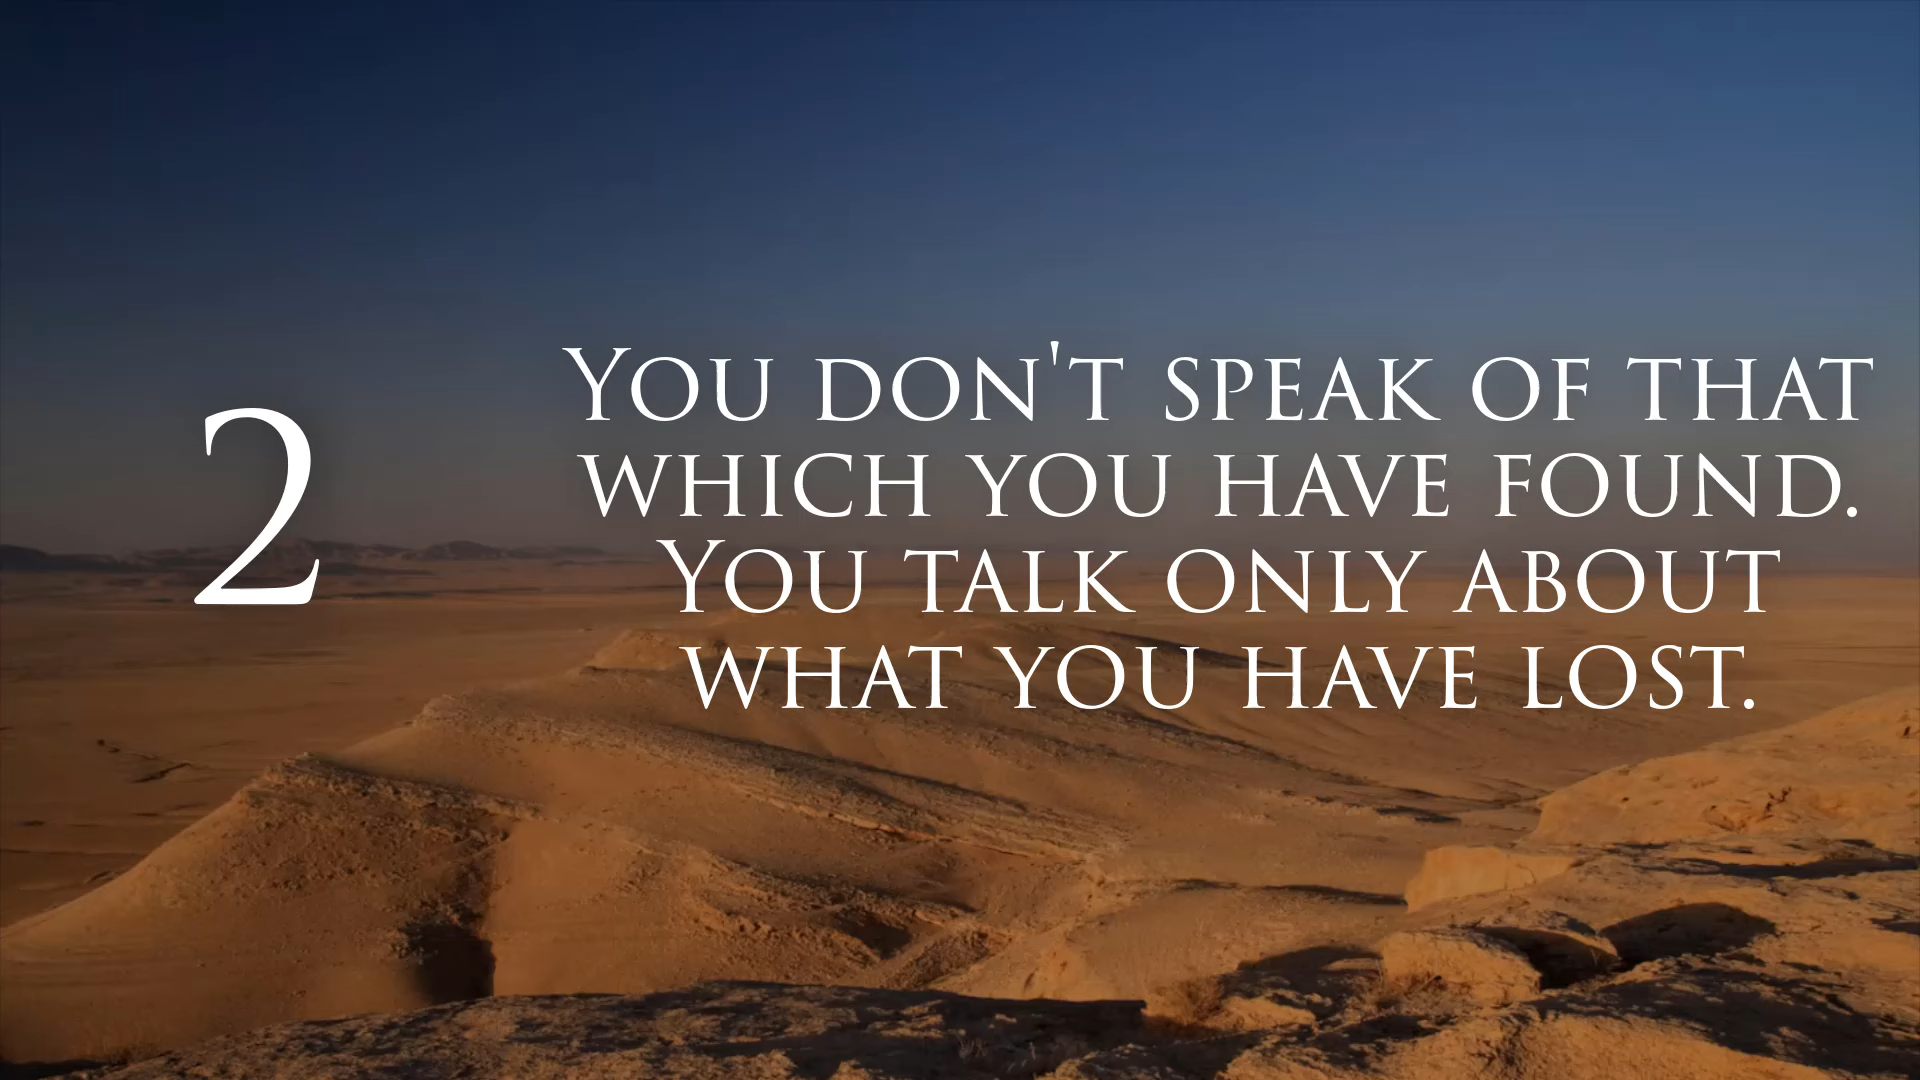 2
You don't speak of that
which you have found.
You talk only about
what you have lost.